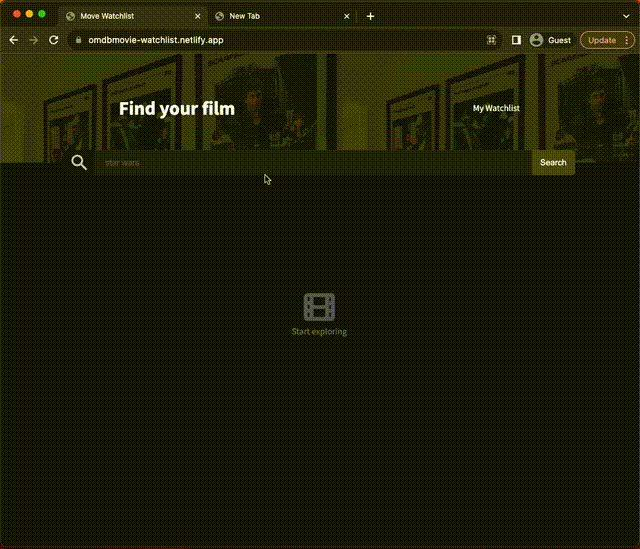 Move Watchlist
New Tab
omdbmovie-watchlist.netlify.app
Guest
Update
Find your film
My Watchlist
star wars
Search
Start exploring